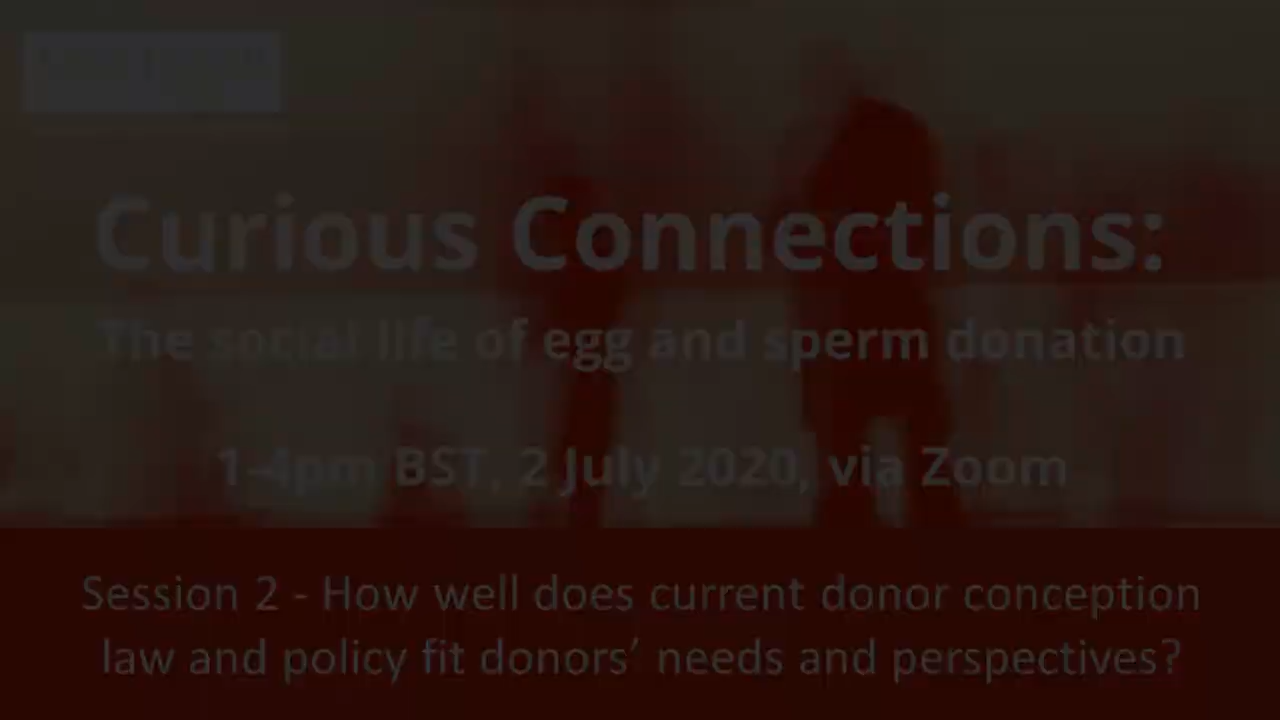 Curious Connections:
The social life of egg and sperm donation
1-4pm BST, 2 July 2020, via Zoom
Session 2 - How well does current donor conception
law and policy fit donors’ needs and perspectives?